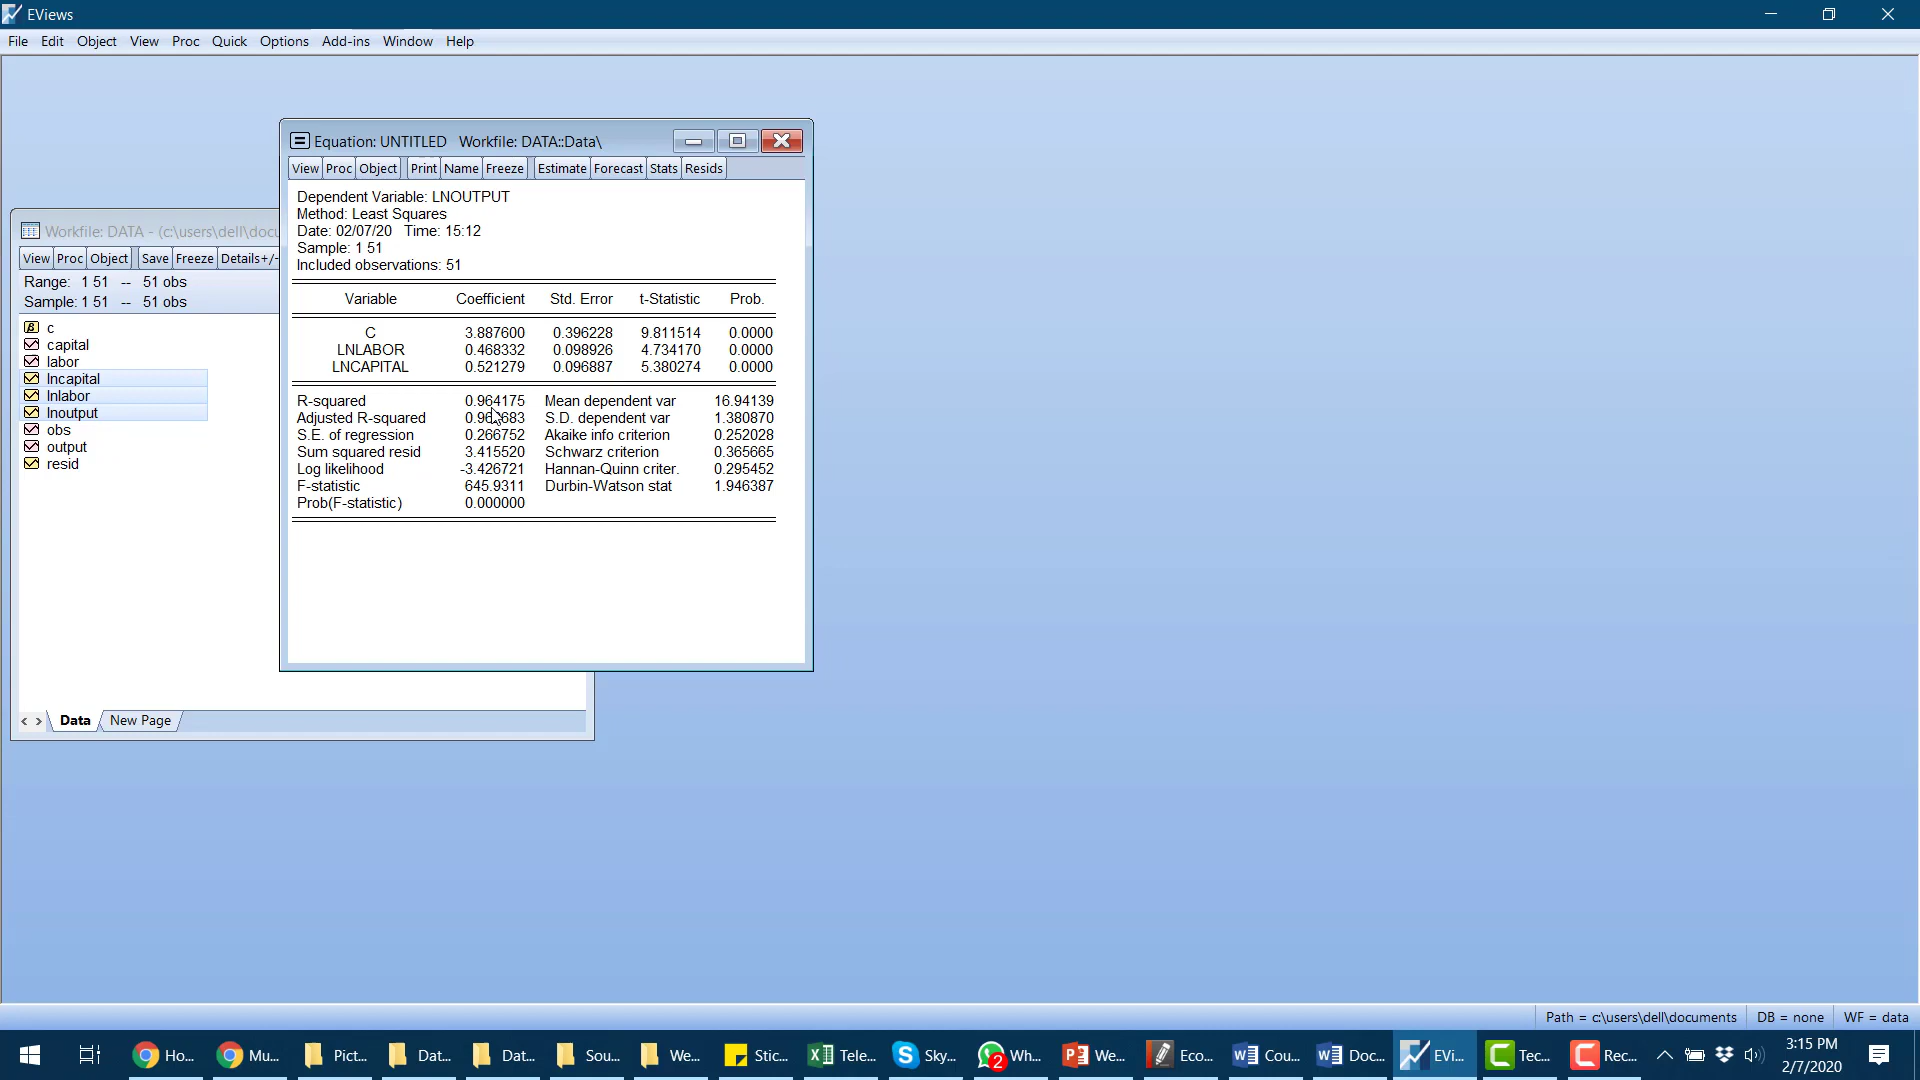 EViews
File Edit Object View Proc Quick Options Add-ins Window Help
Equation: UNTITLED Workfile: DATA::Data\
View Proc Object Print Name Freeze Estimate Forecast Stats Resids
Dependent Variable: LNOUTPUT
Method: Least Squares
Date: 02/07/20 Time: 15:12
Sample: 1 51
Included observations: 51
Variable Coefficient Std. Error t-Statistic Prob.
C 3.887600 0.396228 9.811514 0.0000
LNLABOR 0.468332 0.098926 4.734170 0.0000
LNCAPITAL 0.521279 0.096887 5.380274 0.0000
R-squared 0.964175 Mean dependent var 16.94139
Adjusted R-squared S.D. dependent var 1.380870
S.E. of regression 0.266752 Akaike info criterion 0.252028
Sum squared resid 3.415520 Schwarz criterion 0.365665
Log likelihood -3.426721 Hannan-Quinn criter. 0.295452
F-statistic 645.9311 Durbin-Watson stat 1.946387
Prob(F-statistic) 0.000000
Workfile: DATA - (c:\users\dell\docu
View Proc Object Save Freeze Details+/-
Range: 1 51 -- 51 obs
Sample: 1 51 -- 51 obs
c
capital
labor
lncapital
lnlabor
lnoutput
obs
output
resid
< > Data New Page
Path = c:\users\dell\documents DB = none WF = data
Ho... Mu... Pict... Dat... Dat... Sou... We... Stic... Tele... Sky... 2 Wh... We... Eco... Cou... Doc... EVi... Tec... Rec...
3:15 PM
2/7/2020